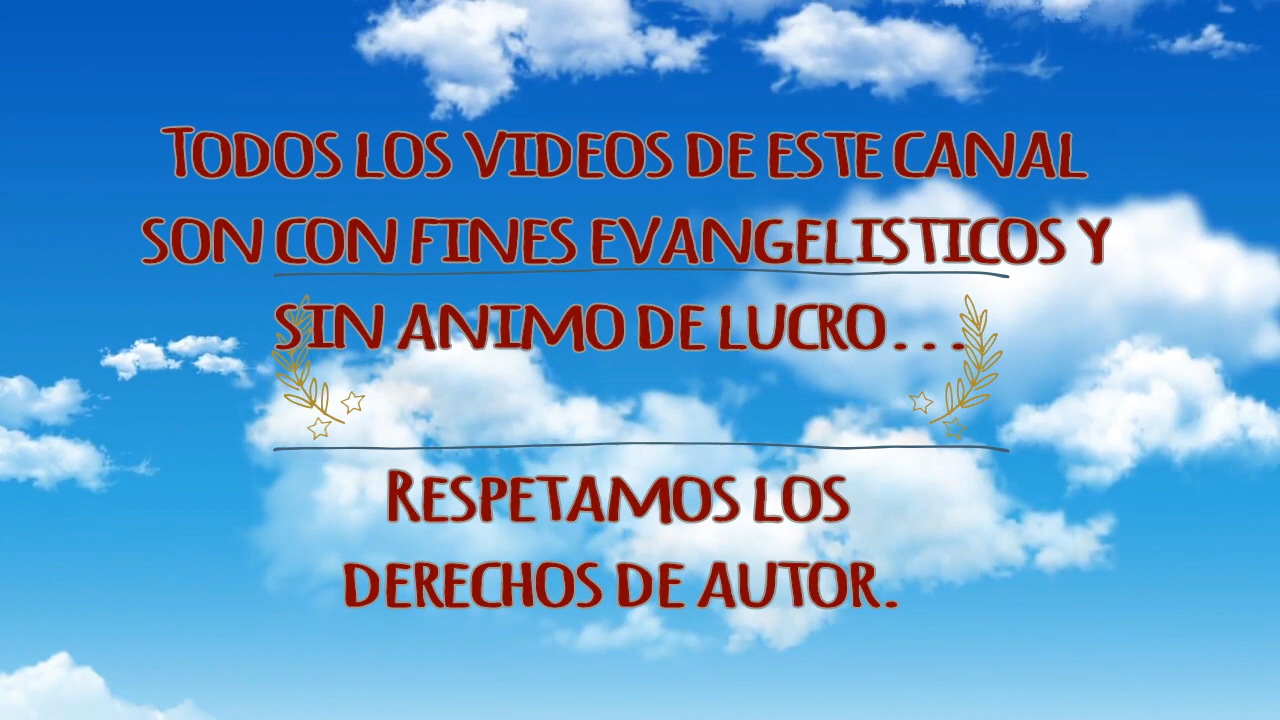 Todos los videos de este canal
son con fines evangelisticos y
sin animo de lucro...
Respetamos los
derechos de autor.